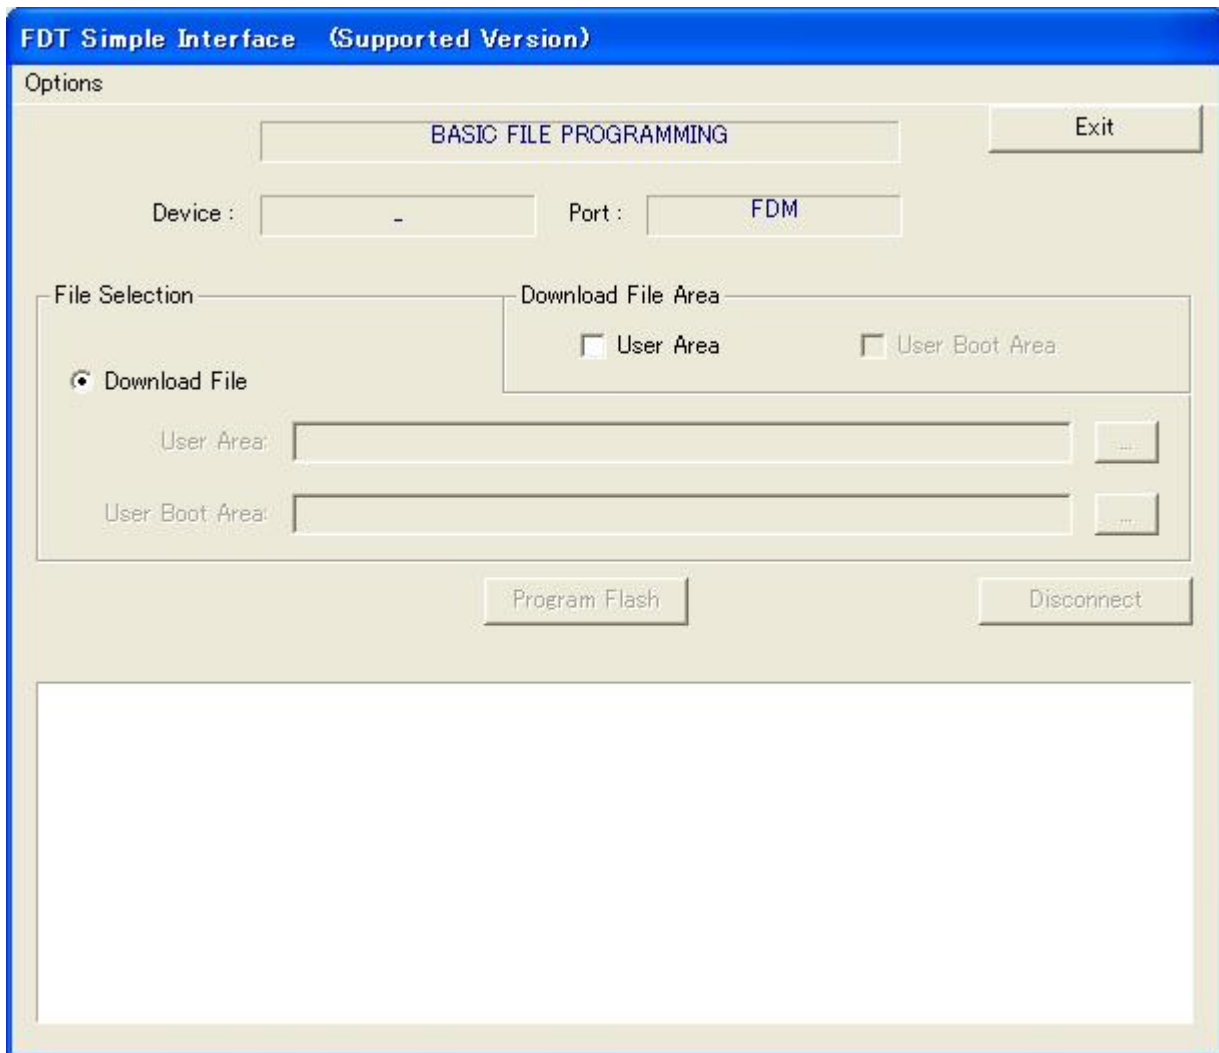 FDT Simple Interface (Supported Version)
Options
BASIC FILE PROGRAMMING
Exit
Device : - Port : FDM
File Selection
Download File Area
User Area User Boot Area
Download File
User Area: ...
User Boot Area: ...
Program Flash Disconnect